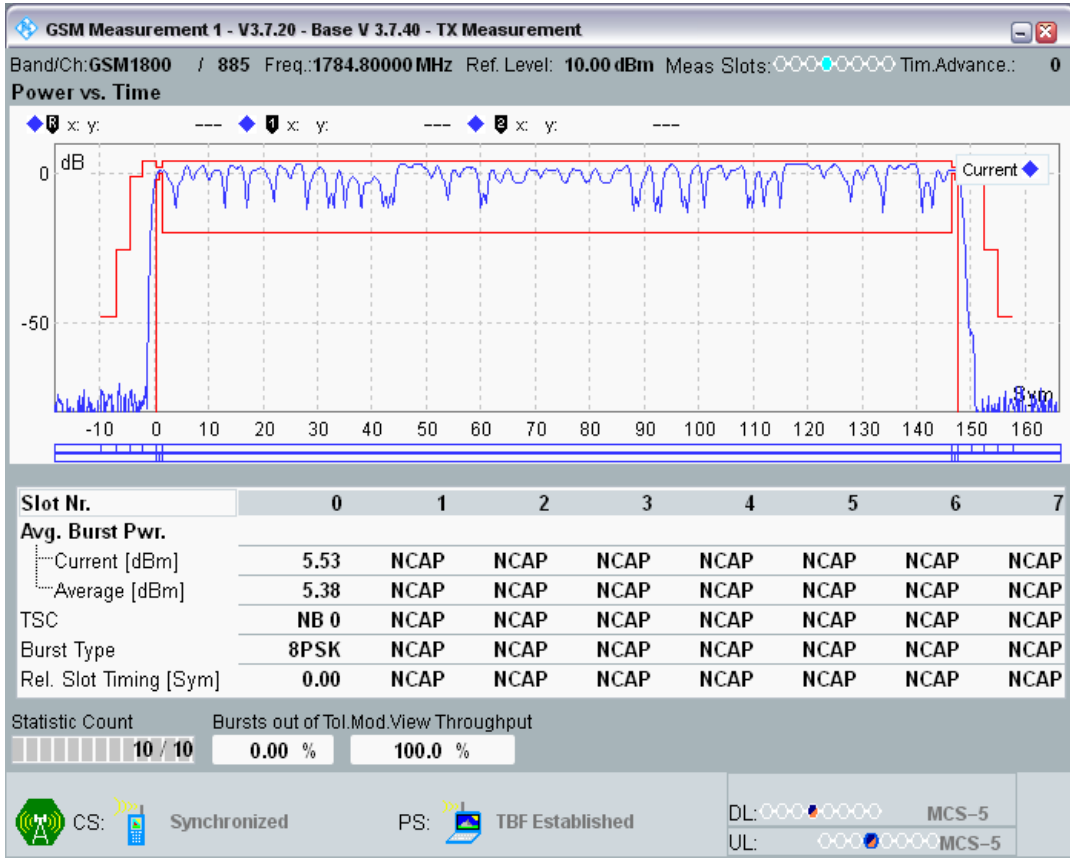 GSM Measurement 1 - V3.7.20 - Base V 3.7.40 - TX Measurement
Band/Ch:GSM1800 / 885 Freq.:1784.80000 MHz Ref. Level: 10.00 dBm Meas Slots: Tim.Advance.: 0
Power vs. Time
R x: y: --- 1 x: y: --- 2 x: y: ---
dB
Current
0
-50
Sym
-10 0 10 20 30 40 50 60 70 80 90 100 110 120 130 140 150 160
Slot Nr. 0 1 2 3 4 5 6 7
Avg. Burst Pwr.
Current [dBm] 5.53 NCAP NCAP NCAP NCAP NCAP NCAP NCAP
Average [dBm] 5.38 NCAP NCAP NCAP NCAP NCAP NCAP NCAP
TSC NB 0 NCAP NCAP NCAP NCAP NCAP NCAP NCAP
Burst Type 8PSK NCAP NCAP NCAP NCAP NCAP NCAP NCAP
Rel. Slot Timing [Sym] 0.00 NCAP NCAP NCAP NCAP NCAP NCAP NCAP
Statistic Count Bursts out of Tol.Mod.View Throughput
10 / 10 0.00 % 100.0 %
CS: Synchronized PS: TBF Established
DL: MCS-5
UL: MCS-5